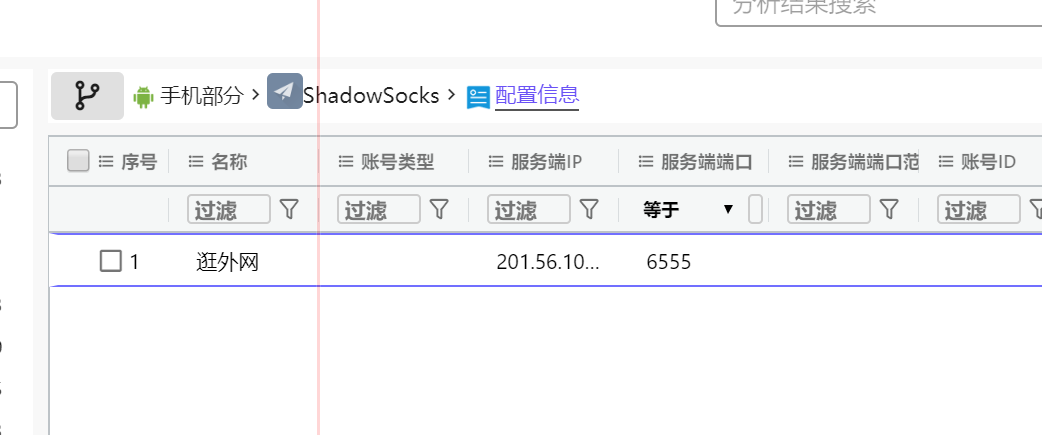 分析结果搜索
手机部分 > ShadowSocks > 配置信息
序号 名称 账号类型 服务端IP 服务端端口 服务端端口范 账号ID
过滤 过滤 过滤 等于 过滤 过滤
1 逛外网 201.56.10... 6555